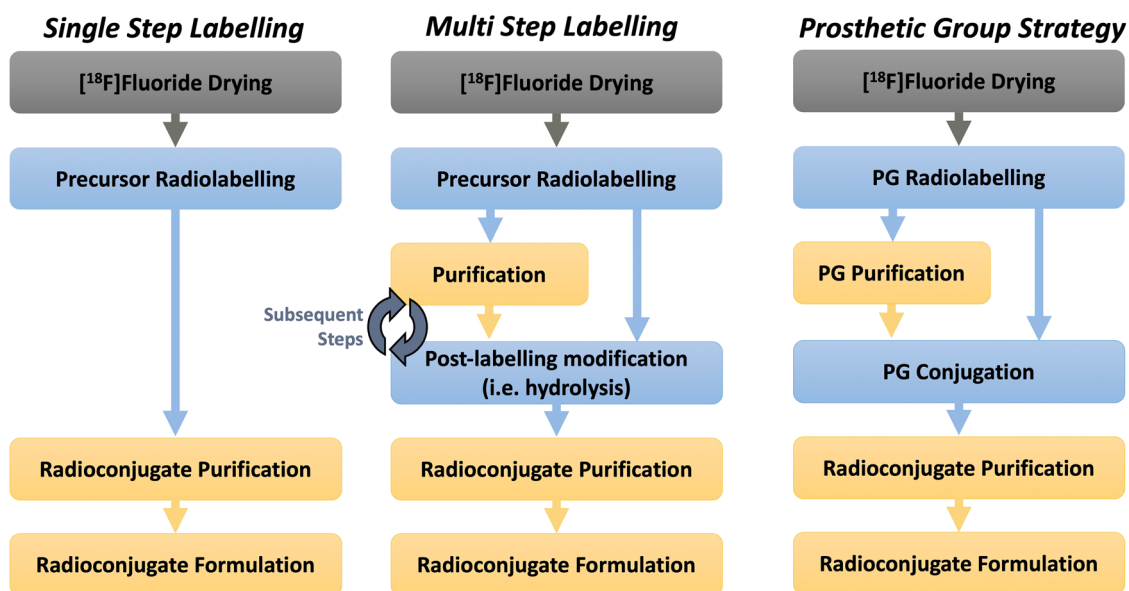 Single Step Labelling
[¹⁸F]Fluoride Drying
Precursor Radiolabelling
Radioconjugate Purification
Radioconjugate Formulation
Multi Step Labelling
[¹⁸F]Fluoride Drying
Precursor Radiolabelling
Purification
Subsequent
Steps
Post-labelling modification
(i.e. hydrolysis)
Radioconjugate Purification
Radioconjugate Formulation
Prosthetic Group Strategy
[¹⁸F]Fluoride Drying
PG Radiolabelling
PG Purification
PG Conjugation
Radioconjugate Purification
Radioconjugate Formulation